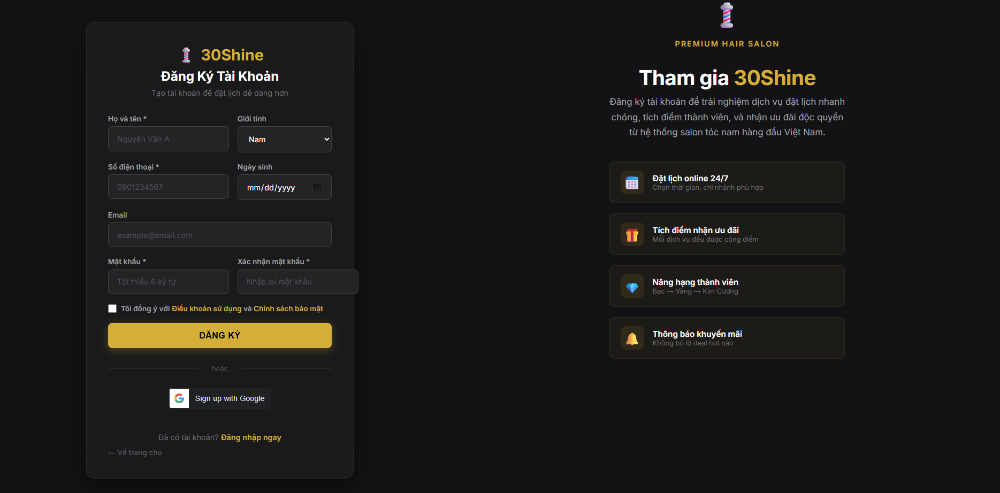 30Shine
Đăng Ký Tài Khoản
Tạo tài khoản để đặt lịch dễ dàng hơn
Họ và tên *
Giới tính
Nguyễn Văn A
Nam
Số điện thoại *
Ngày sinh
0901234567
mm/dd/yyyy
Email
example@email.com
Mật khẩu *
Xác nhận mật khẩu *
Tối thiểu 6 ký tự
Nhập lại mật khẩu
Tôi đồng ý với Điều khoản sử dụng và Chính sách bảo mật
ĐĂNG KÝ
hoặc
Sign up with Google
Đã có tài khoản? Đăng nhập ngay
← Về trang chủ
PREMIUM HAIR SALON
Tham gia 30Shine
Đăng ký tài khoản để trải nghiệm dịch vụ đặt lịch nhanh
chóng, tích điểm thành viên, và nhận ưu đãi độc quyền
từ hệ thống salon tóc nam hàng đầu Việt Nam.
Đặt lịch online 24/7
Chọn thời gian, chi nhánh phù hợp
Tích điểm nhận ưu đãi
Mỗi dịch vụ đều được cộng điểm
Nâng hạng thành viên
Bạc → Vàng → Kim Cương
Thông báo khuyến mãi
Không bỏ lỡ deal hot nào